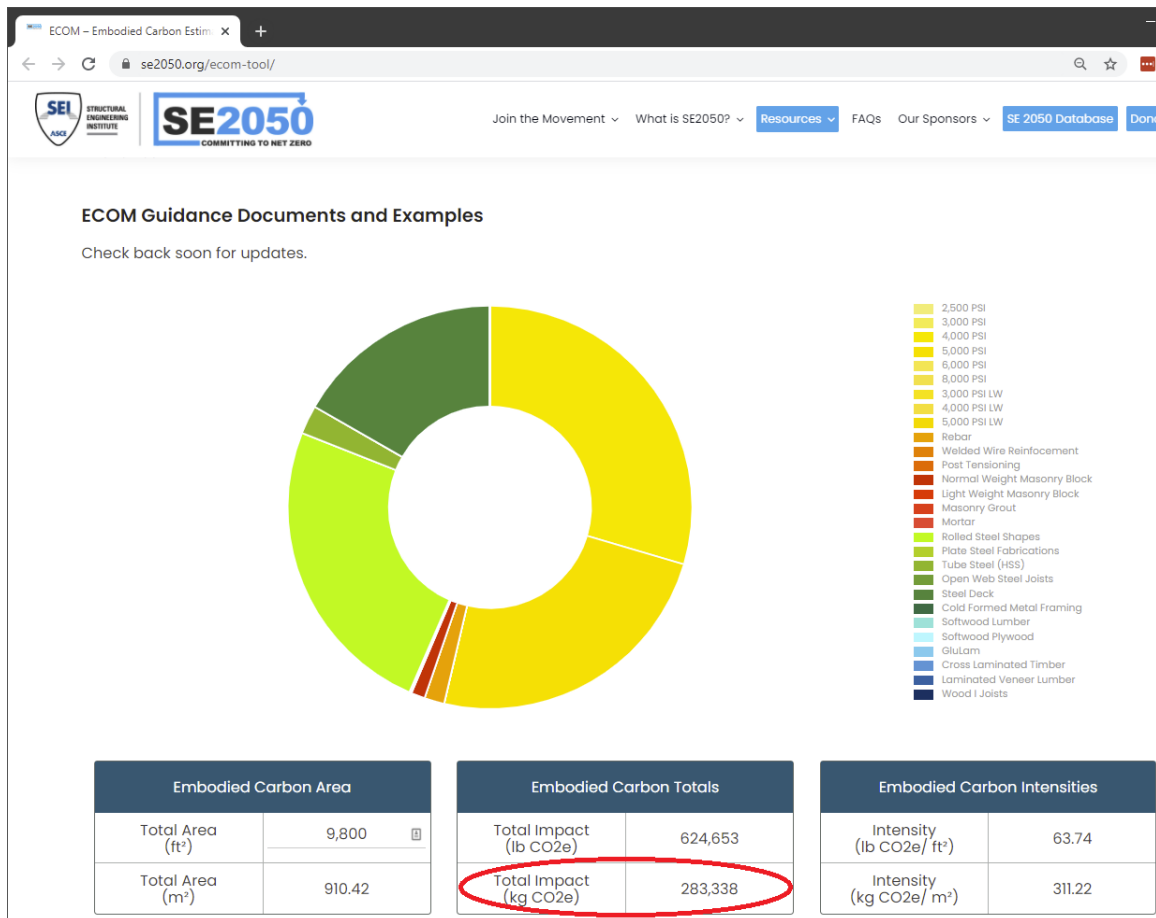 ECOM – Embodied Carbon Estim
se2050.org/ecom-tool/
SEI
ASCE
STRUCTURAL
ENGINEERING
INSTITUTE
SE2050
COMMITTING TO NET ZERO
Join the Movement What is SE2050? Resources FAQs Our Sponsors SE 2050 Database Dona
ECOM Guidance Documents and Examples
Check back soon for updates.
2,500 PSI
3,000 PSI
4,000 PSI
5,000 PSI
6,000 PSI
8,000 PSI
3,000 PSI LW
4,000 PSI LW
5,000 PSI LW
Rebar
Welded Wire Reinfocement
Post Tensioning
Normal Weight Masonry Block
Light Weight Masonry Block
Masonry Grout
Mortar
Rolled Steel Shapes
Plate Steel Fabrications
Tube Steel (HSS)
Open Web Steel Joists
Steel Deck
Cold Formed Metal Framing
Softwood Lumber
Softwood Plywood
GluLam
Cross Laminated Timber
Laminated Veneer Lumber
Wood I Joists
Embodied Carbon Area
Total Area
(ft²)
9,800
Total Area
(m²)
910.42
Embodied Carbon Totals
Total Impact
(lb CO2e)
624,653
Total Impact
(kg CO2e)
283,338
Embodied Carbon Intensities
Intensity
(lb CO2e/ ft²)
63.74
Intensity
(kg CO2e/ m²)
311.22